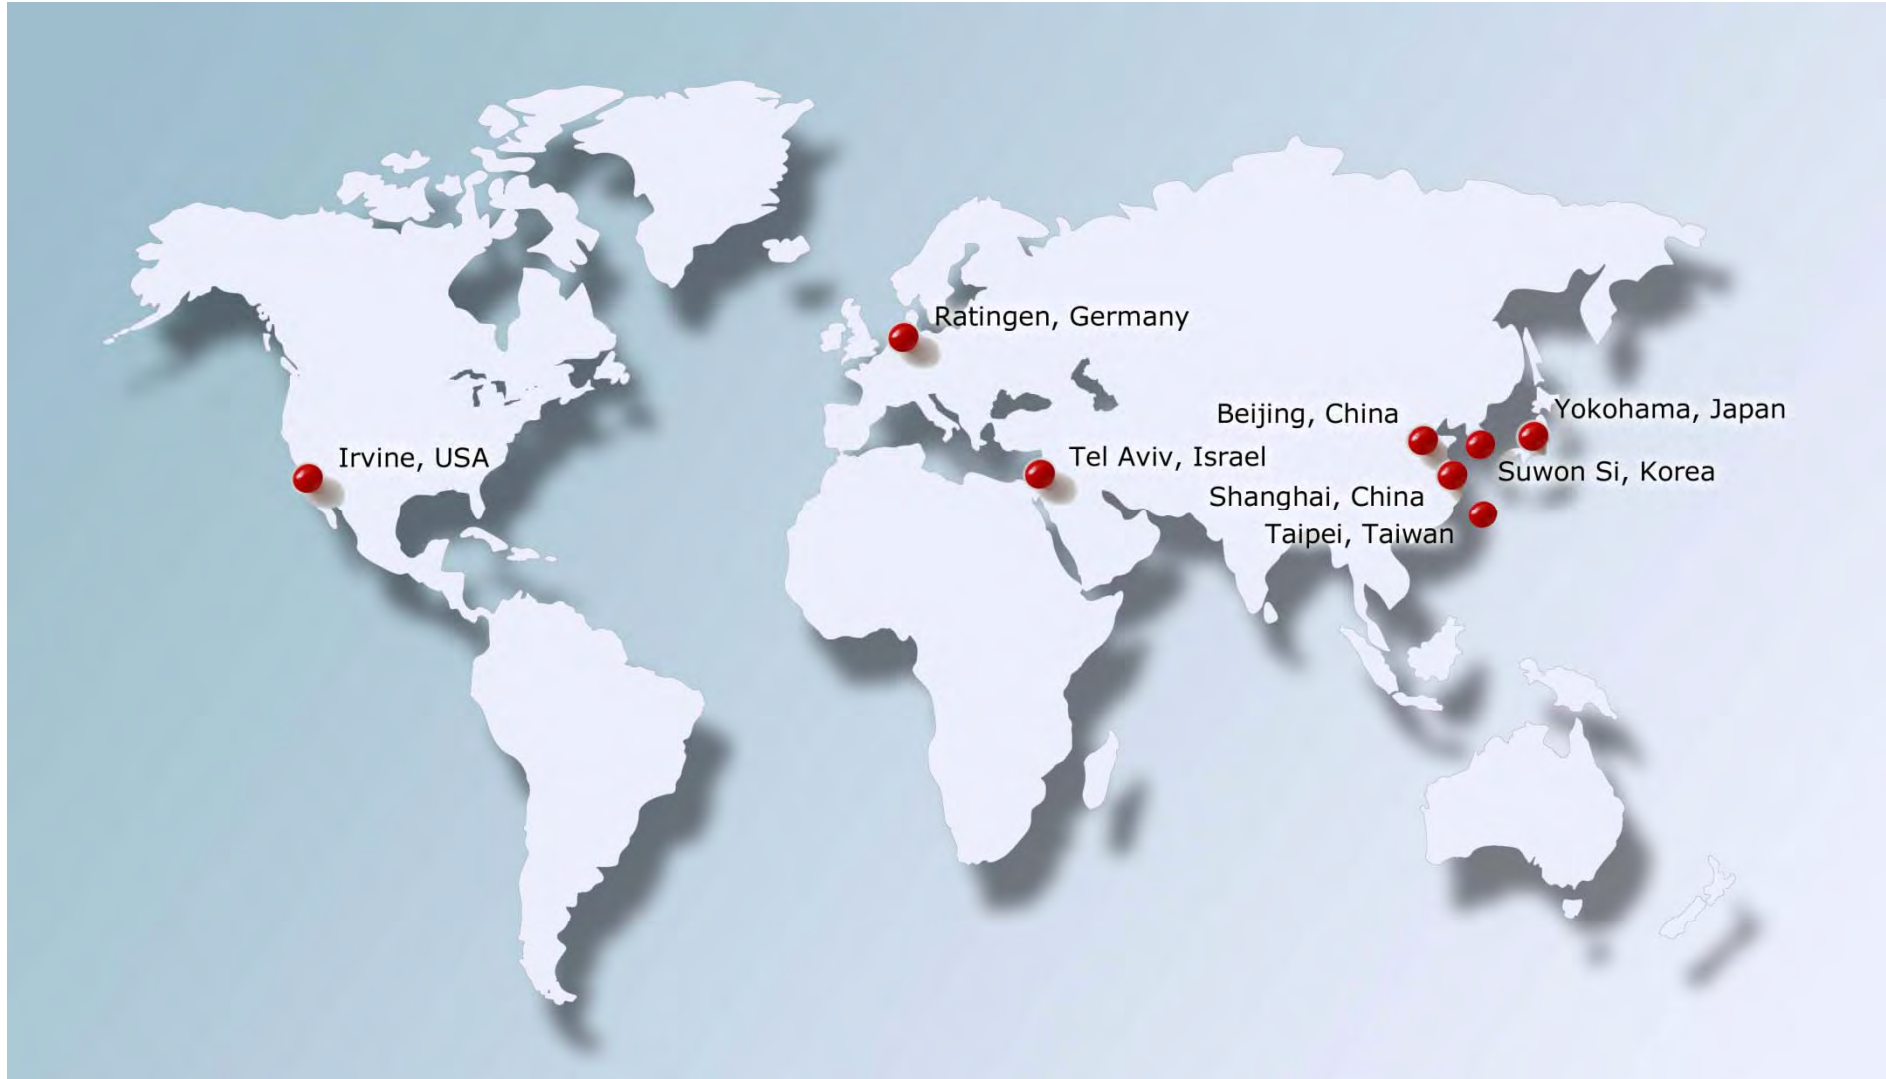 Ratingen, Germany
Beijing, China
Yokohama, Japan
Irvine, USA
Tel Aviv, Israel
Suwon Si, Korea
Shanghai, China
Taipei, Taiwan